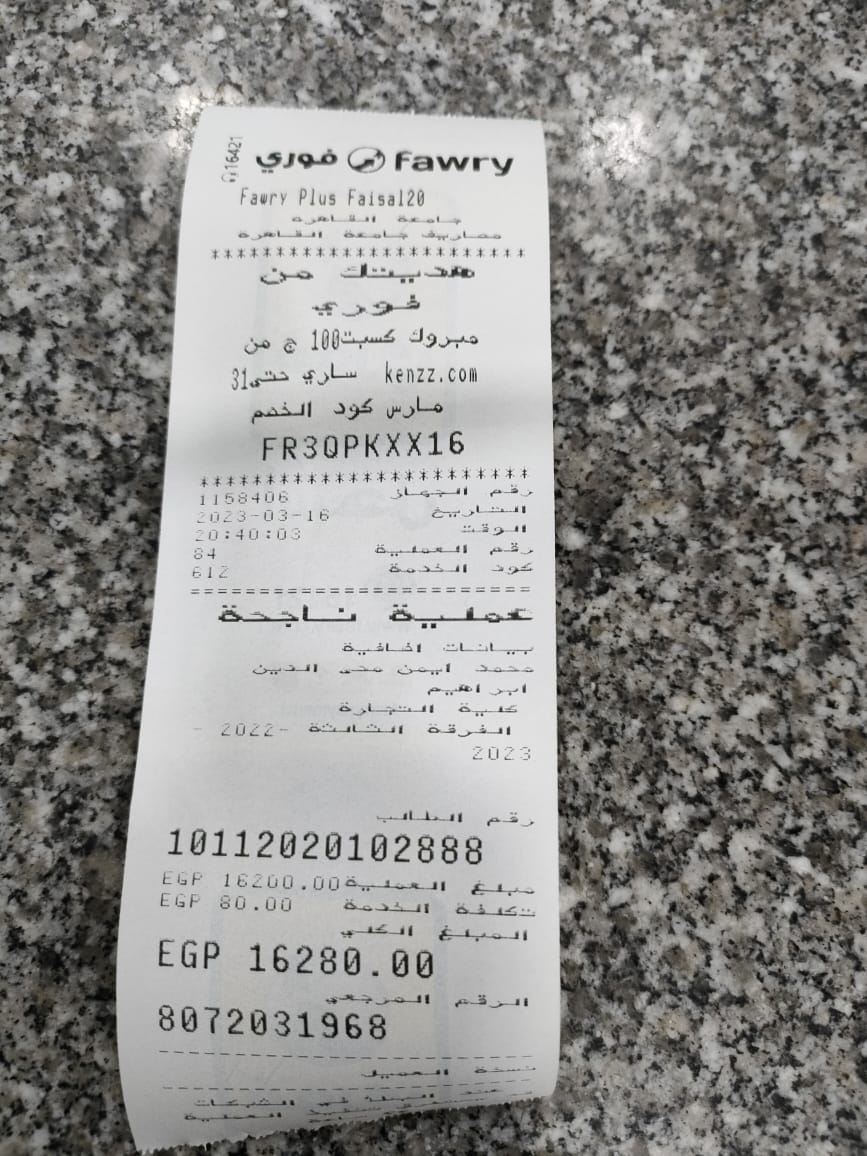 16421
فوري fawry
Fawry Plus Faisal20
جامعة القاهرة
مصاريف جامعة القاهرة
************************
هديتك من
فوري
مبروك كسبت100 ج من
kenzz.com ساري حتى31
مارس كود الخصم
FR3QPKXX16
************************
رقم الجهاز 1158406
التاريخ 2023-03-16
الوقت 20:40:03
رقم العملية 84
كود الخدمة 612
========================
عملية ناجحة
بيانات اضافية
محمد ايمن محى الدين
ابراهيم
كلية التجارة
الفرقة الثالثة -2022 -
2023
رقم الطالب
10112020102888
مبلغ العملية EGP 16200.00
تكلفة الخدمة EGP 80.00
المبلغ الكلي
EGP 16280.00
الرقم المرجعي
8072031968
نسخة العميل